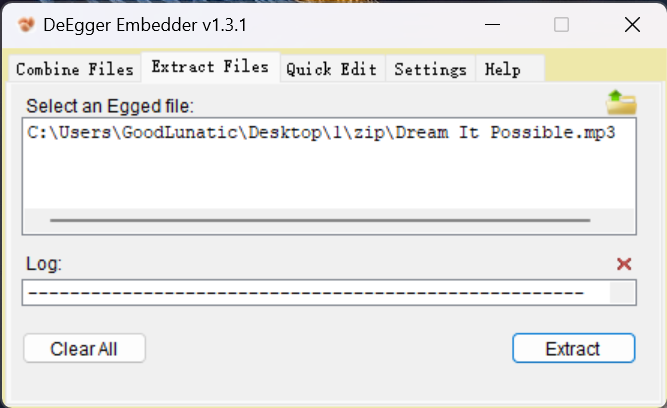 DeEgger Embedder v1.3.1
Combine Files Extract Files Quick Edit Settings Help
Select an Egged file:
C:\Users\GoodLunatic\Desktop\1\zip\Dream It Possible.mp3
Log:
------------------------------------------------------
Clear All Extract